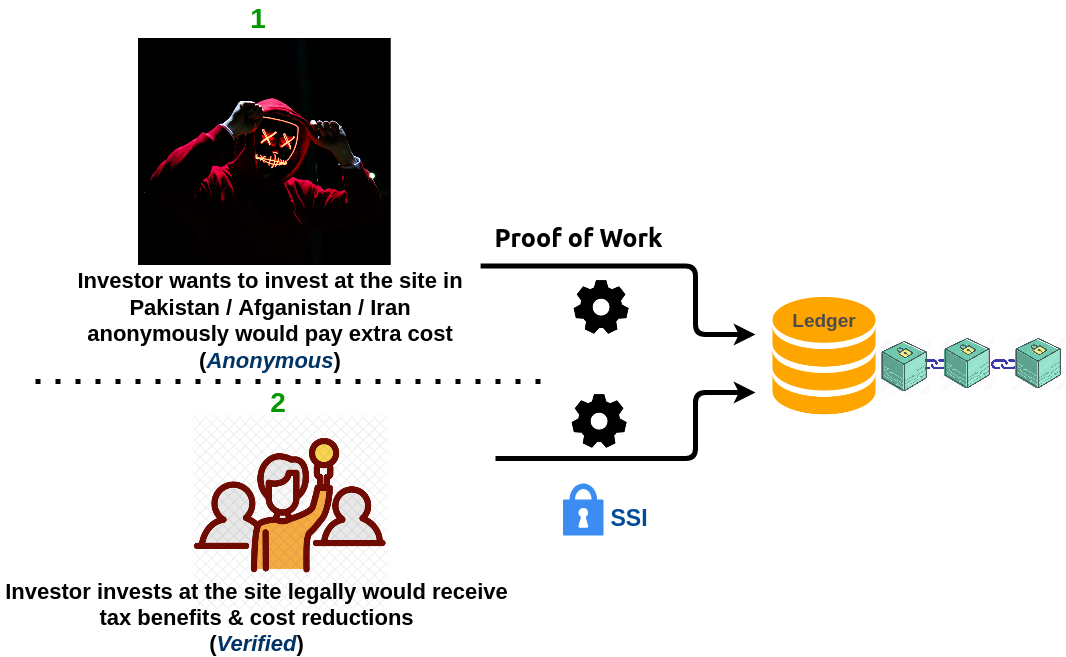 1
Investor wants to invest at the site in
Pakistan / Afganistan / Iran
anonymously would pay extra cost
(Anonymous)
Proof of Work
Ledger
2
SSI
Investor invests at the site legally would receive
tax benefits & cost reductions
(Verified)